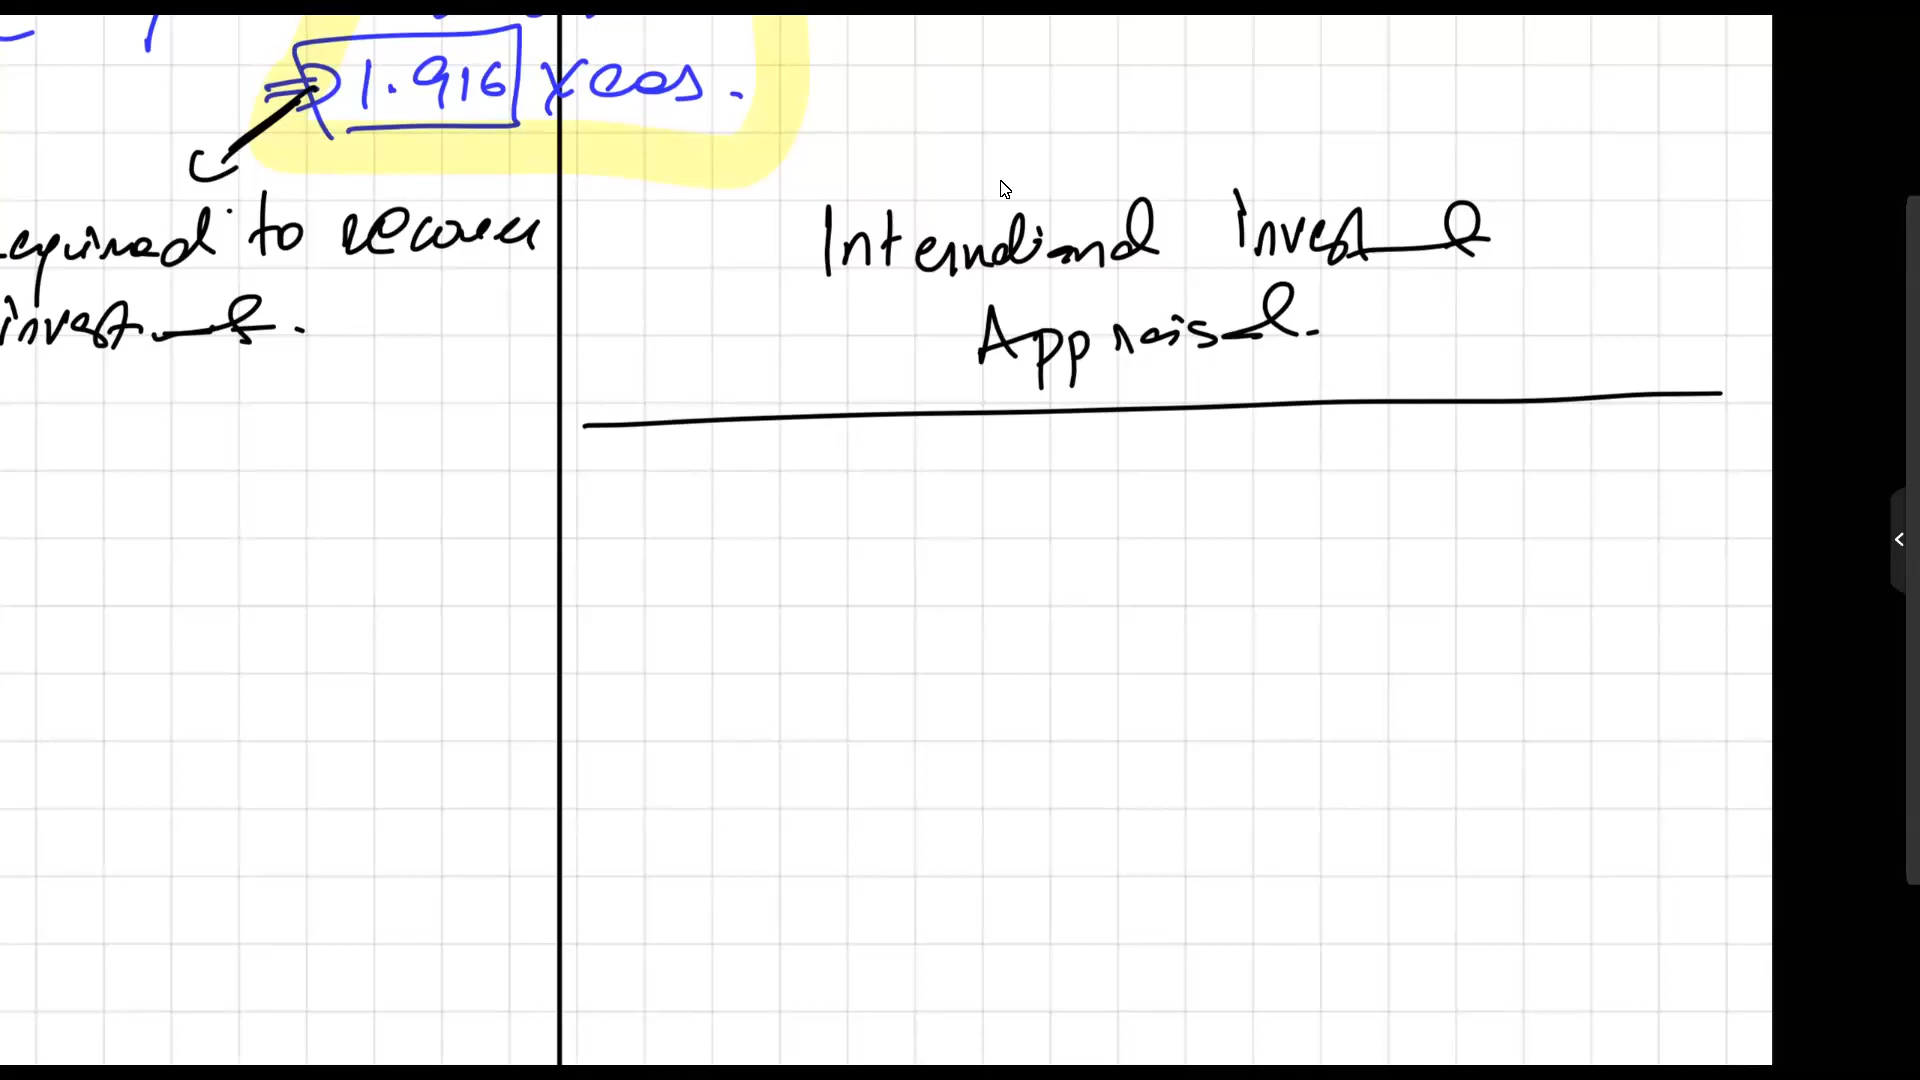 ⇒ 1.916 years.
required to recover
investment.
International Investment
Appraisal.